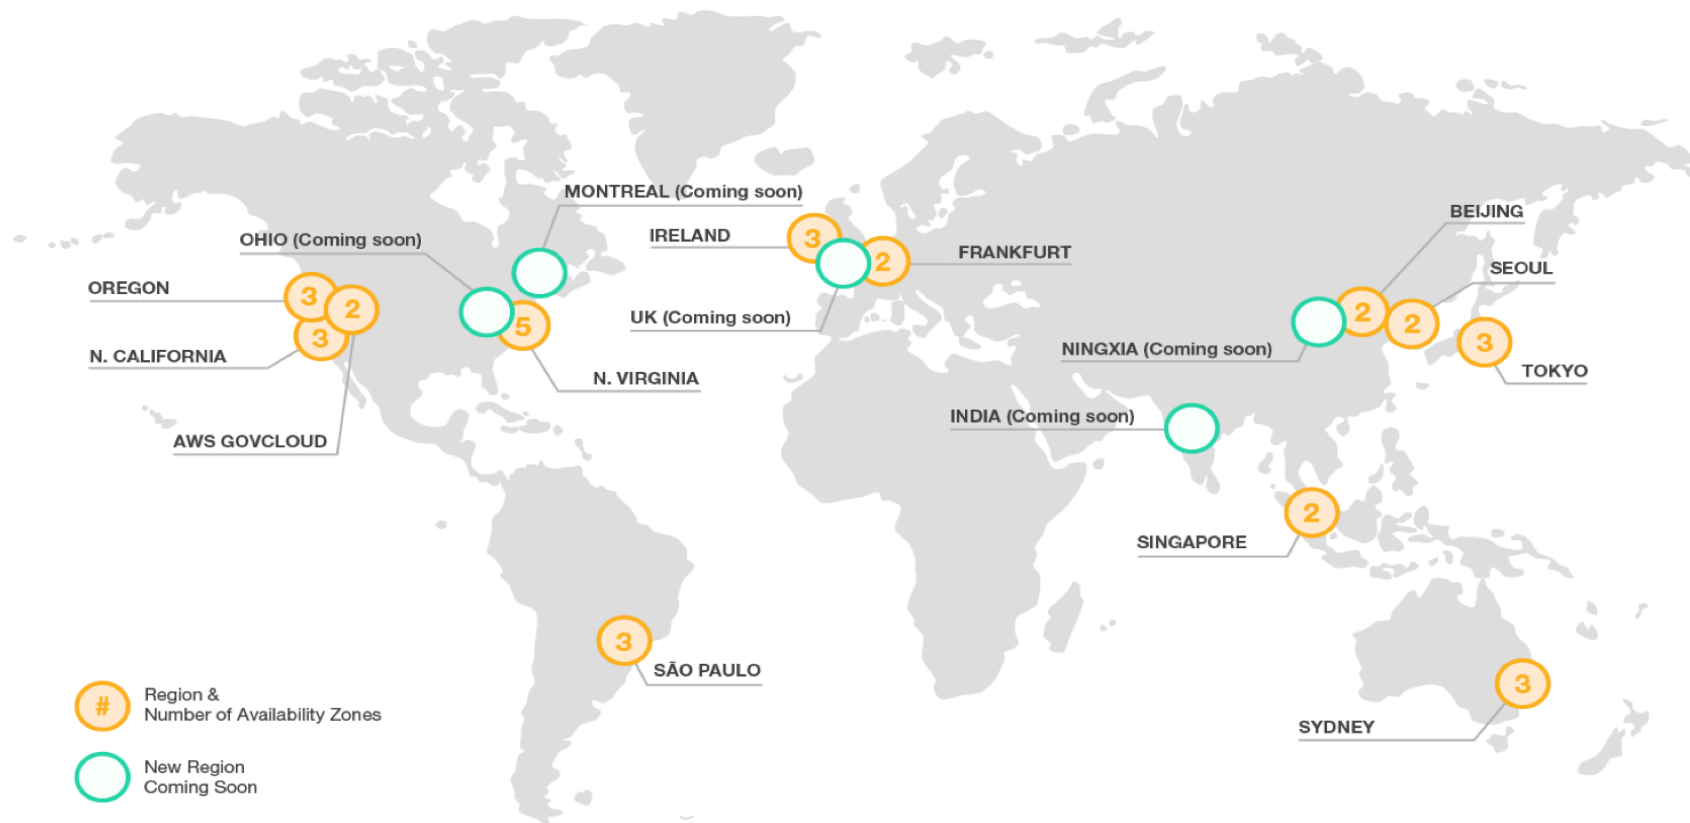 MONTREAL (Coming soon)
OHIO (Coming soon)
OREGON
3
2
3
5
N. CALIFORNIA
N. VIRGINIA
AWS GOVCLOUD
IRELAND
3
2
FRANKFURT
UK (Coming soon)
BEIJING
SEOUL
2
2
3
NINGXIA (Coming soon)
TOKYO
INDIA (Coming soon)
2
SINGAPORE
3
SÃO PAULO
3
SYDNEY
#
Region &
Number of Availability Zones
New Region
Coming Soon